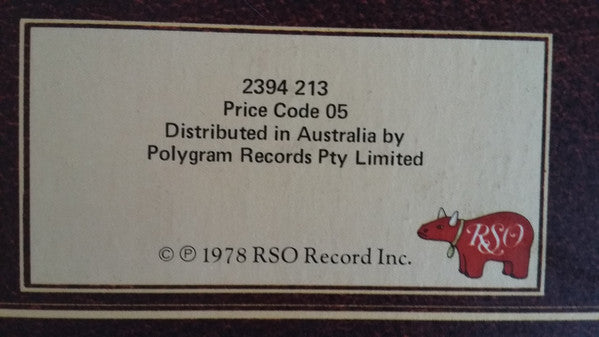 2394 213
Price Code 05
Distributed in Australia by
Polygram Records Pty Limited
RSO
© ℗ 1978 RSO Record Inc.